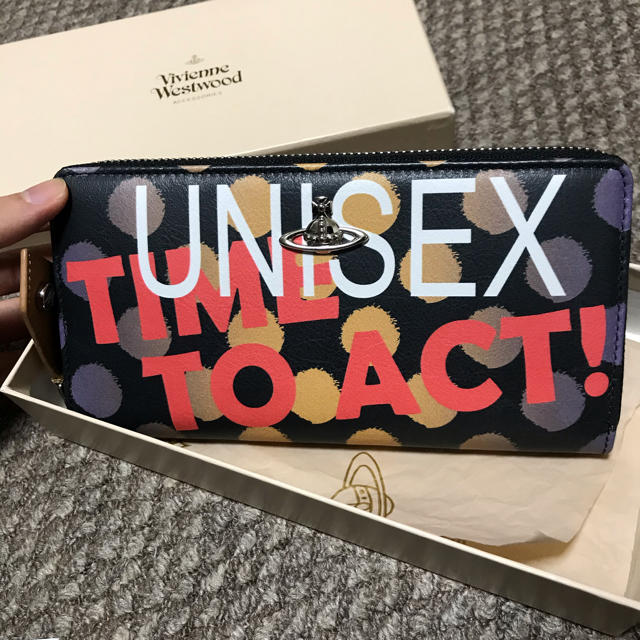 Vivienne
Westwood
ACCESSORIES
UNISEX
TIME
TO ACT!